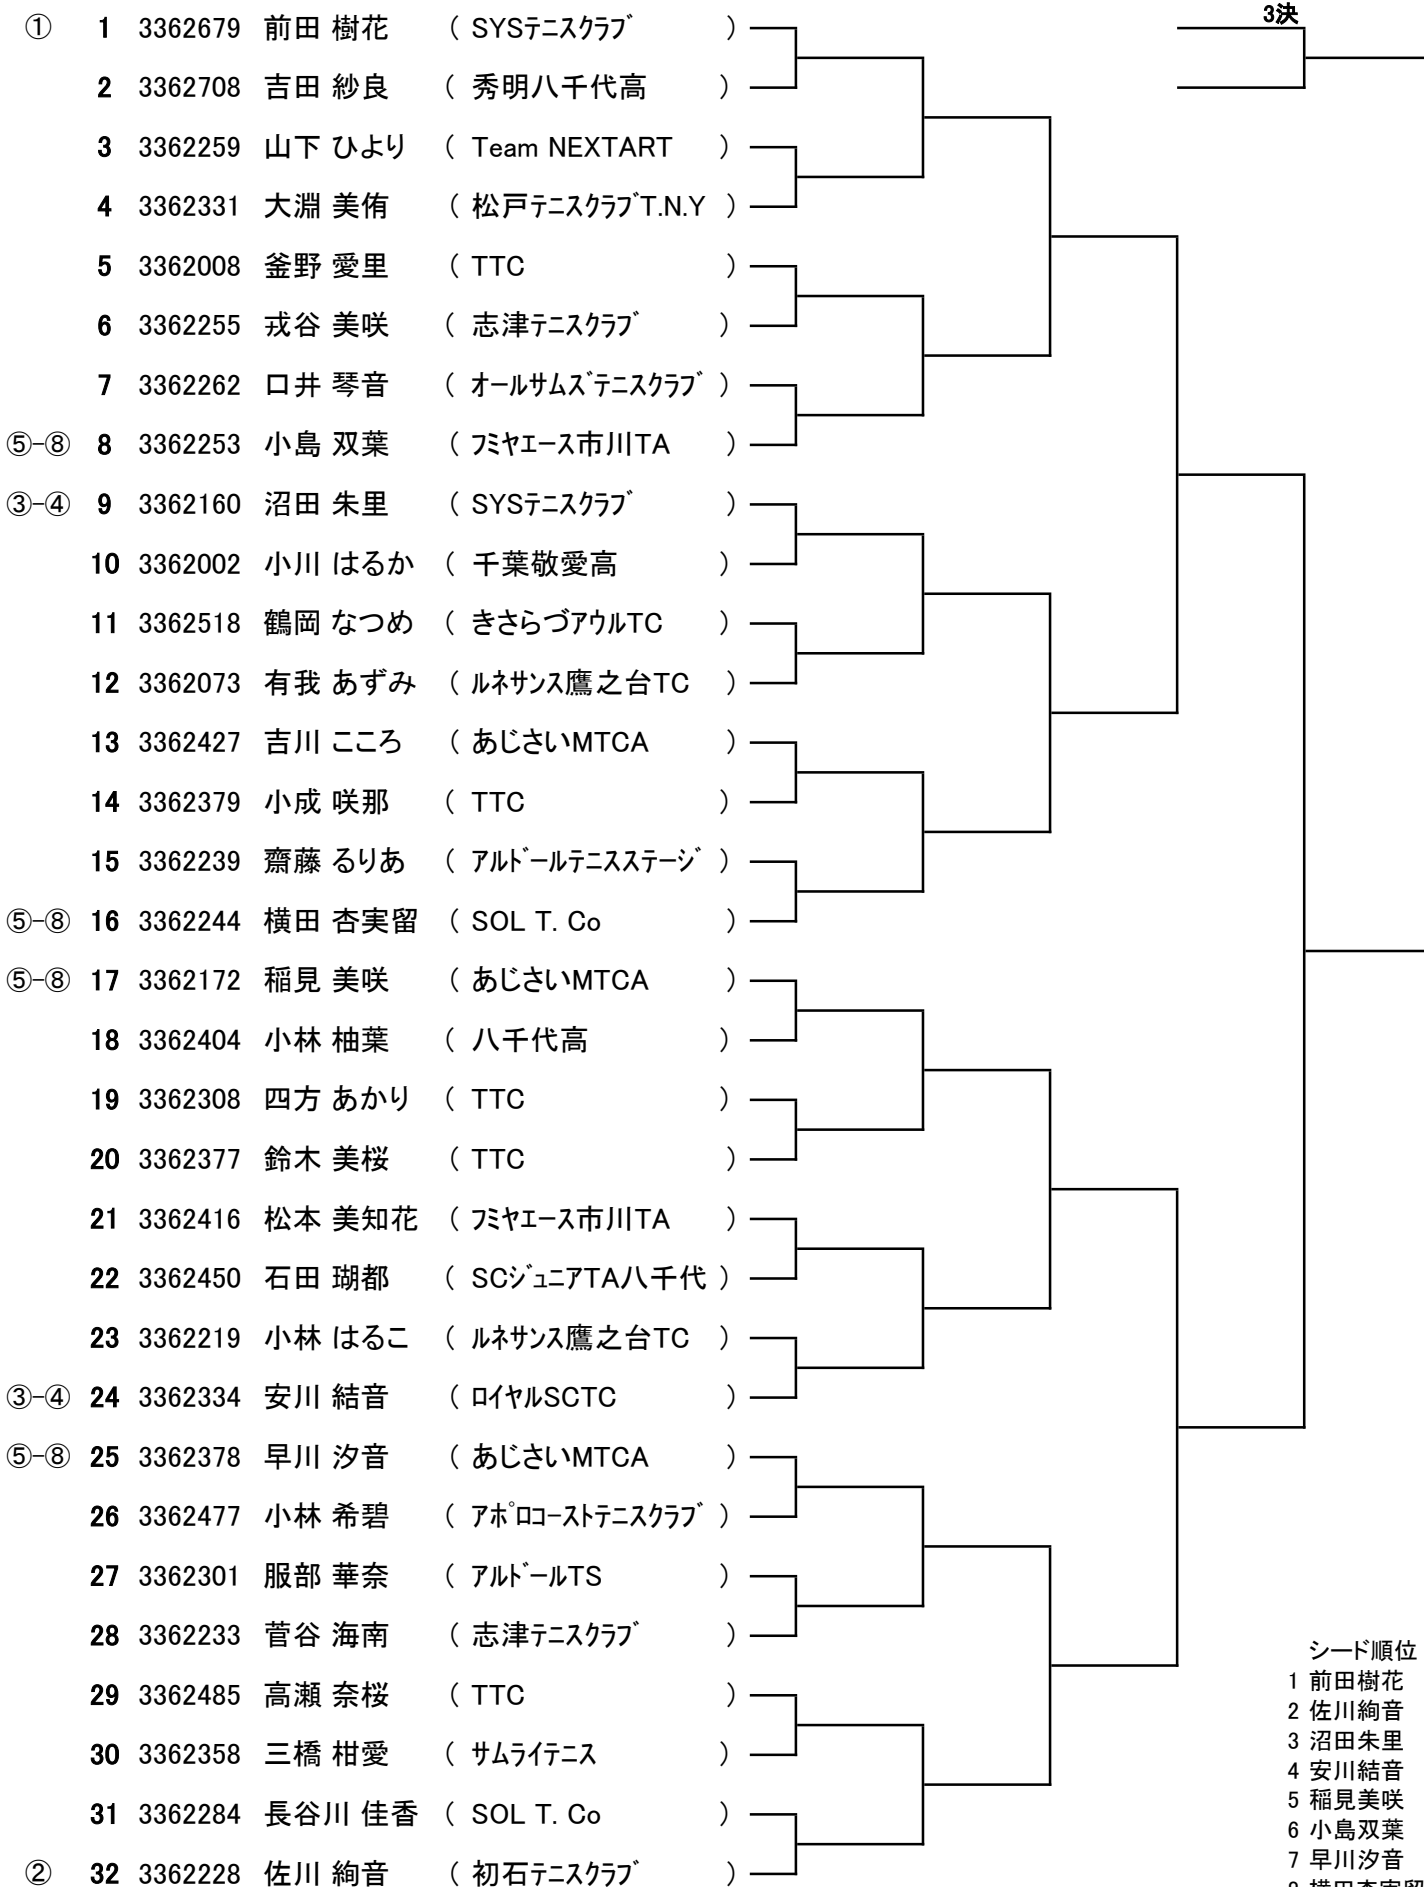 3決
① 1 3362679 前田 樹花 ( SYSﾃﾆｽｸﾗﾌﾞ )
2 3362708 吉田 紗良 ( 秀明八千代高 )
3 3362259 山下 ひより ( Team NEXTART )
4 3362331 大淵 美侑 ( 松戸ﾃﾆｽｸﾗﾌﾞT.N.Y )
5 3362008 釜野 愛里 ( TTC )
6 3362255 戎谷 美咲 ( 志津ﾃﾆｽｸﾗﾌﾞ )
7 3362262 口井 琴音 ( ｵｰﾙｻﾑｽﾞﾃﾆｽｸﾗﾌﾞ )
⑤-⑧ 8 3362253 小島 双葉 ( ﾌﾐﾔｴｰｽ市川TA )
③-④ 9 3362160 沼田 朱里 ( SYSﾃﾆｽｸﾗﾌﾞ )
10 3362002 小川 はるか ( 千葉敬愛高 )
11 3362518 鶴岡 なつめ ( きさらづｱｳﾙTC )
12 3362073 有我 あずみ ( ﾙﾈｻﾝｽ鷹之台TC )
13 3362427 吉川 こころ ( あじさいMTCA )
14 3362379 小成 咲那 ( TTC )
15 3362239 齋藤 るりあ ( ｱﾙﾄﾞｰﾙﾃﾆｽｽﾃｰｼﾞ )
⑤-⑧ 16 3362244 横田 杏実留 ( SOL T. Co )
⑤-⑧ 17 3362172 稲見 美咲 ( あじさいMTCA )
18 3362404 小林 柚葉 ( 八千代高 )
19 3362308 四方 あかり ( TTC )
20 3362377 鈴木 美桜 ( TTC )
21 3362416 松本 美知花 ( ﾌﾐﾔｴｰｽ市川TA )
22 3362450 石田 瑚都 ( SCｼﾞｭﾆｱTA八千代 )
23 3362219 小林 はるこ ( ﾙﾈｻﾝｽ鷹之台TC )
③-④ 24 3362334 安川 結音 ( ﾛｲﾔﾙSCTC )
⑤-⑧ 25 3362378 早川 汐音 ( あじさいMTCA )
26 3362477 小林 希碧 ( ｱﾎﾟﾛｺｰｽﾄﾃﾆｽｸﾗﾌﾞ )
27 3362301 服部 華奈 ( ｱﾙﾄﾞｰﾙTS )
28 3362233 菅谷 海南 ( 志津ﾃﾆｽｸﾗﾌﾞ )
29 3362485 高瀬 奈桜 ( TTC )
30 3362358 三橋 柑愛 ( ｻﾑﾗｲﾃﾆｽ )
31 3362284 長谷川 佳香 ( SOL T. Co )
② 32 3362228 佐川 絢音 ( 初石ﾃﾆｽｸﾗﾌﾞ )
シード順位
1 前田樹花
2 佐川絢音
3 沼田朱里
4 安川結音
5 稲見美咲
6 小島双葉
7 早川汐音
8 横田杏実留